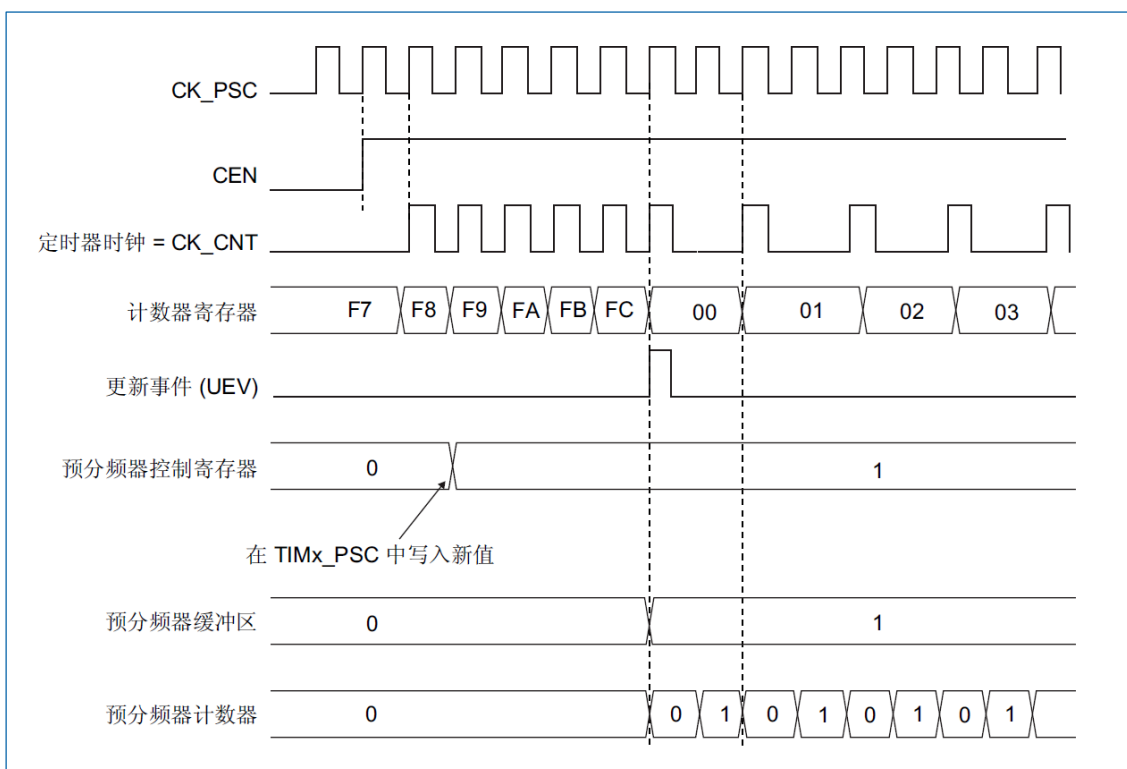 CK_PSC
CEN
定时器时钟 = CK_CNT
计数器寄存器 F7 F8 F9 FA FB FC 00 01 02 03
更新事件 (UEV)
预分频器控制寄存器 0 1
在 TIMx_PSC 中写入新值
预分频器缓冲区 0 1
预分频器计数器 0 0 1 0 1 0 1 0 1